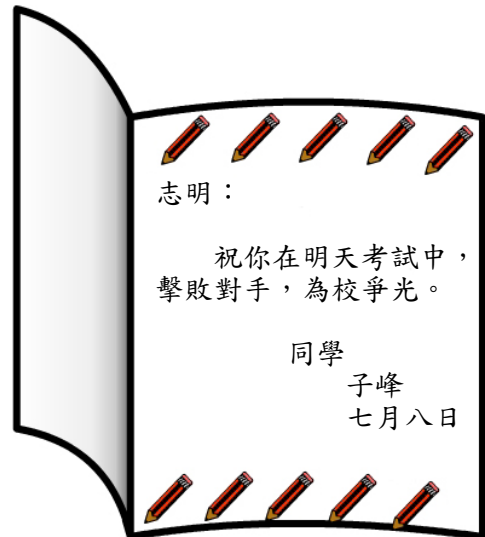 志明：
祝你在明天考試中，
擊敗對手，為校爭光。
同學
子峰
七月八日